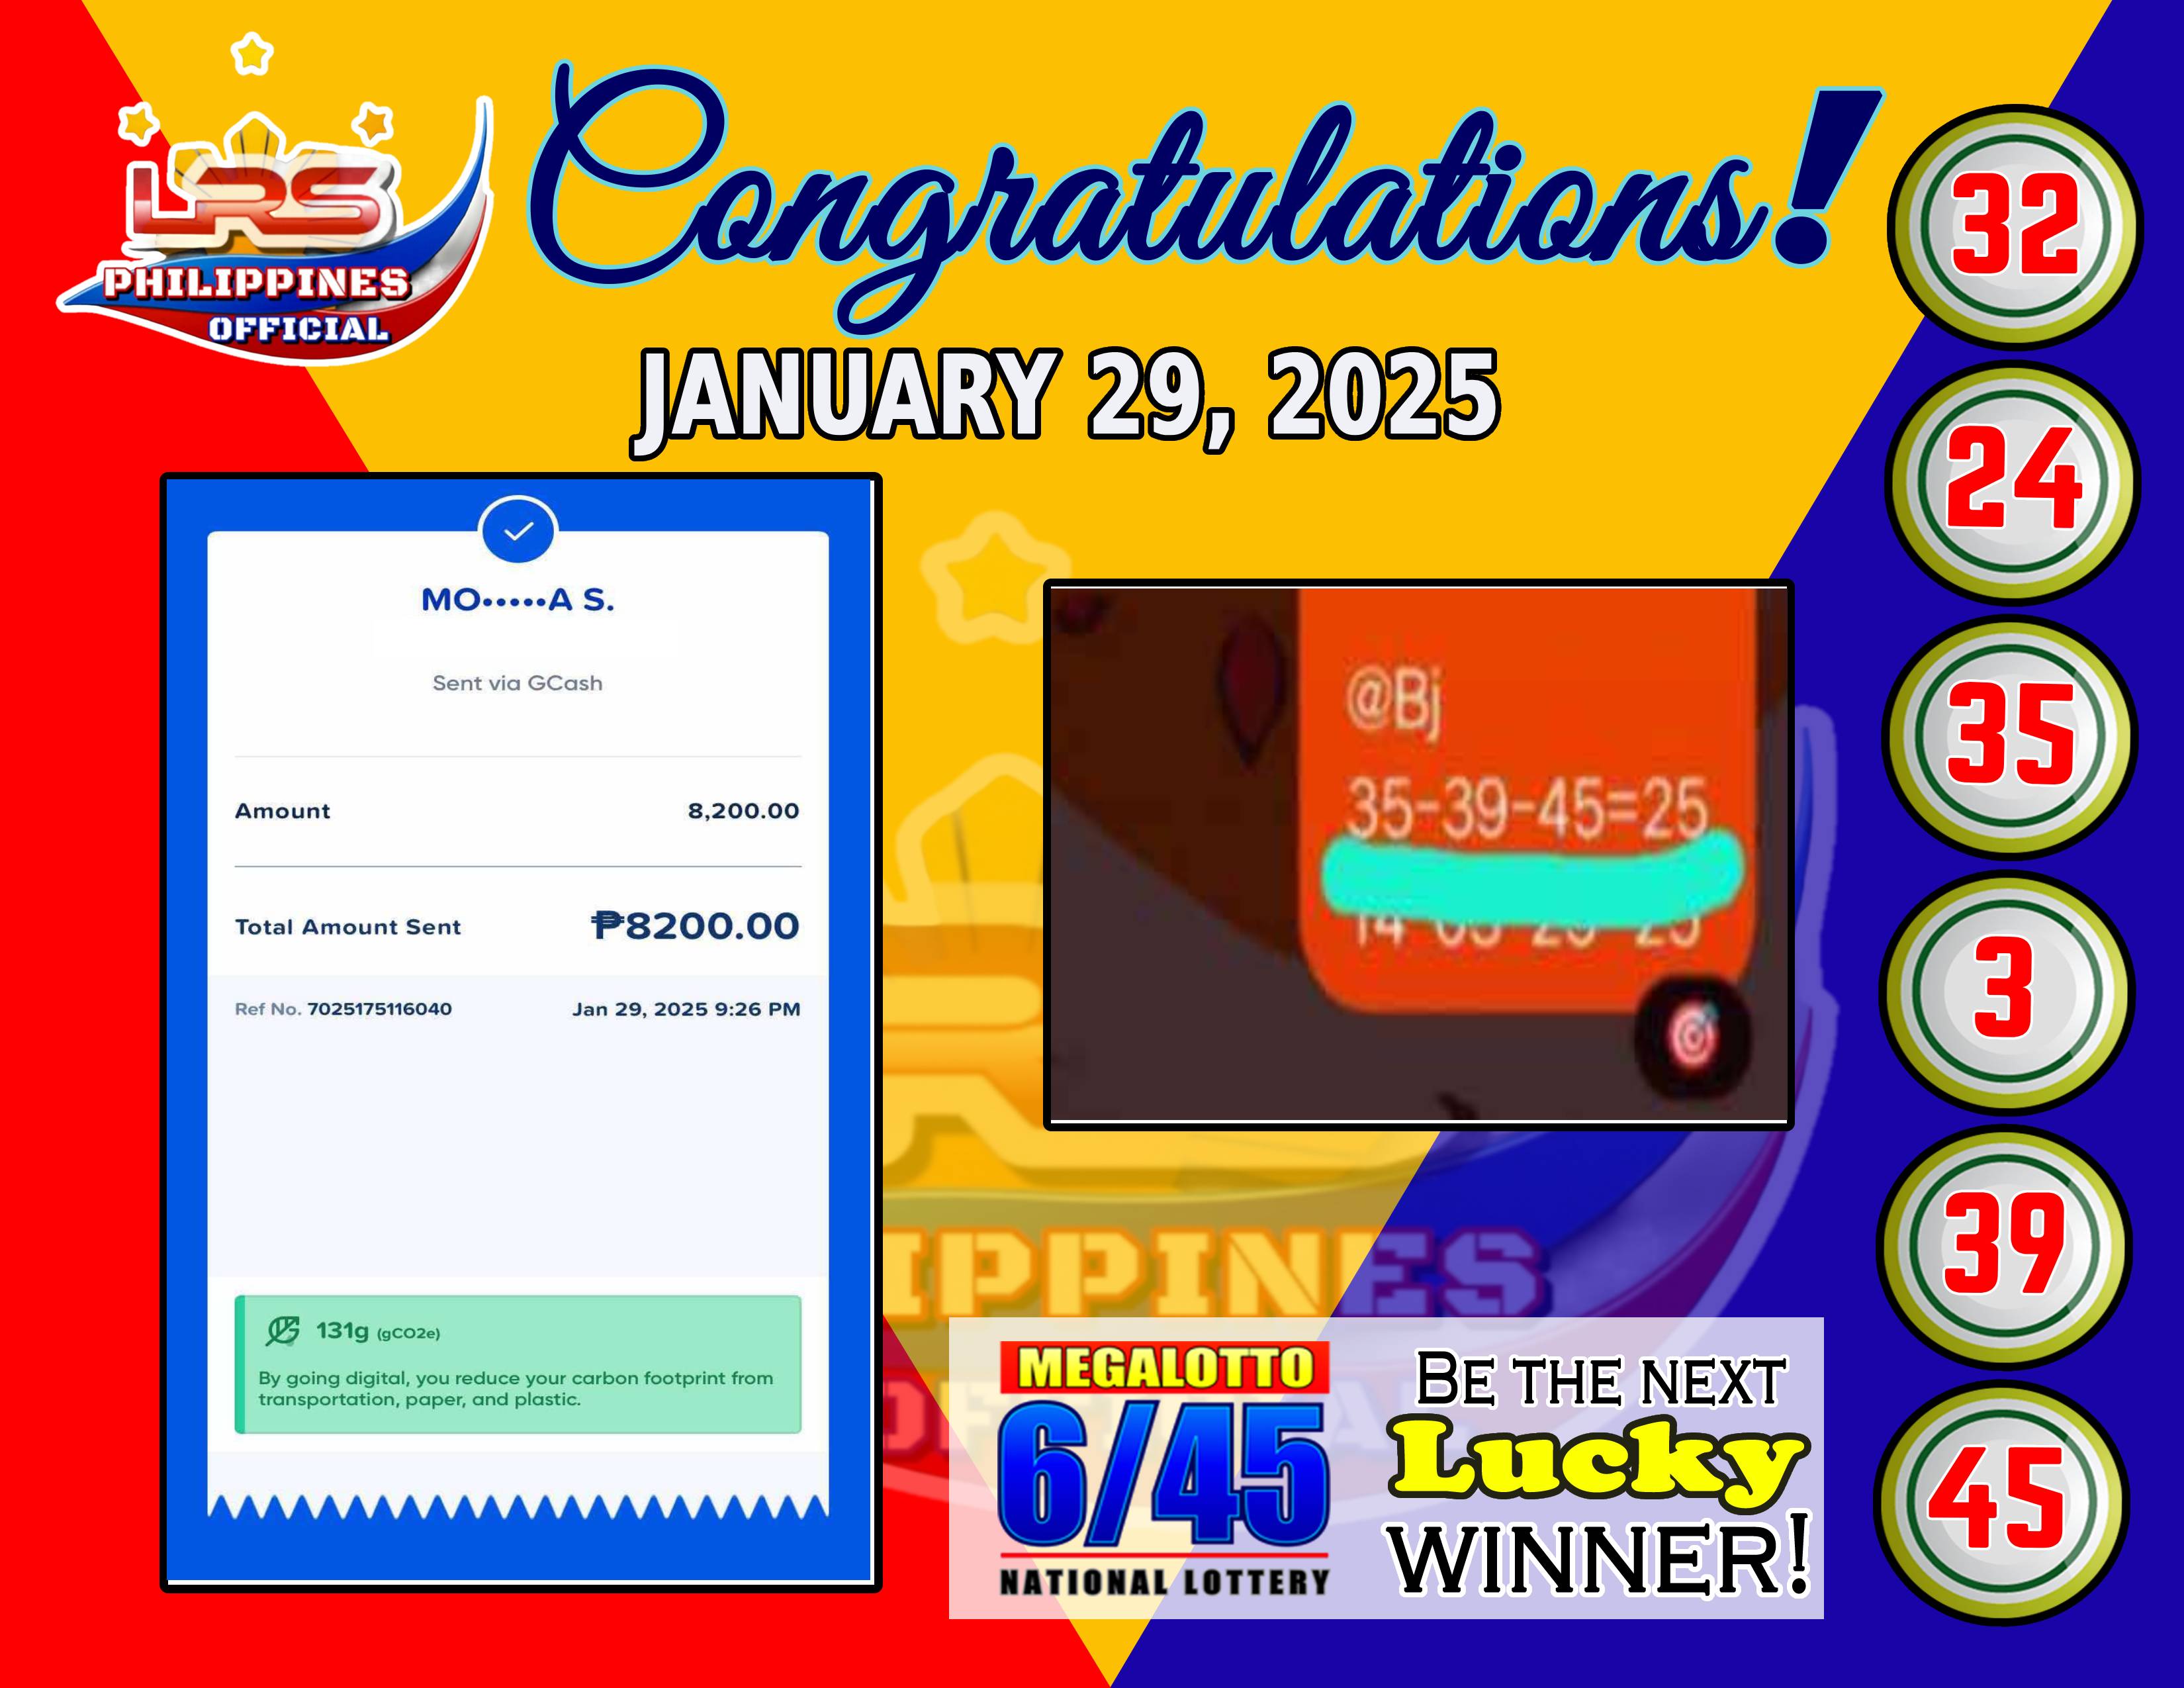 LRS
PHILIPPINES
OFFICIAL
Congratulations!
JANUARY 29, 2025
MO•••••A S.
Sent via GCash
Amount 8,200.00
Total Amount Sent ₱8200.00
Ref No. 7025175116040 Jan 29, 2025 9:26 PM
131g (gCO2e)
By going digital, you reduce your carbon footprint from
transportation, paper, and plastic.
@Bj
35-39-45=25
MEGALOTTO
6/45
NATIONAL LOTTERY
BE THE NEXT
Lucky
WINNER!
32
24
35
3
39
45